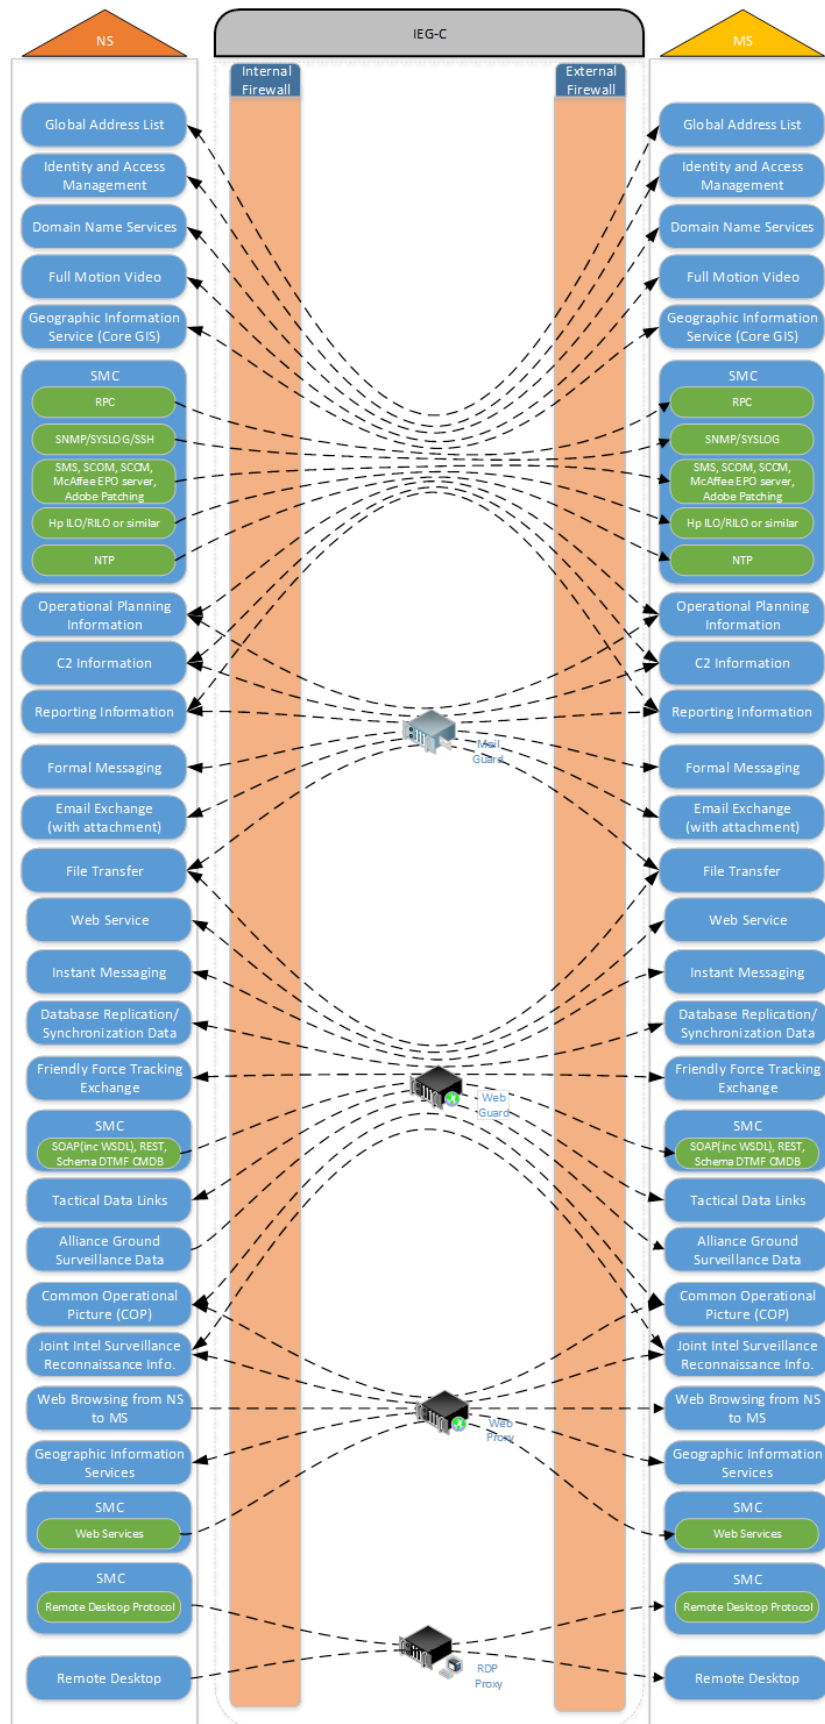 NS
IEG-C
MS
Internal
Firewall
External
Firewall
Global Address List
Global Address List
Identity and Access
Management
Identity and Access
Management
Domain Name Services
Domain Name Services
Full Motion Video
Full Motion Video
Geographic Information
Service (Core GIS)
Geographic Information
Service (Core GIS)
SMC
RPC
SNMP/SYSLOG/SSH
SMS, SCOM, SCCM,
McAffee EPO server,
Adobe Patching
Hp ILO/RILO or similar
NTP
SMC
RPC
SNMP/SYSLOG
SMS, SCOM, SCCM,
McAffee EPO server,
Adobe Patching
Hp ILO/RILO or similar
NTP
Operational Planning
Information
Operational Planning
Information
C2 Information
C2 Information
Reporting Information
Reporting Information
Mail
Guard
Formal Messaging
Formal Messaging
Email Exchange
(with attachment)
Email Exchange
(with attachment)
File Transfer
File Transfer
Web Service
Web Service
Instant Messaging
Instant Messaging
Database Replication/
Synchronization Data
Database Replication/
Synchronization Data
Friendly Force Tracking
Exchange
Friendly Force Tracking
Exchange
Web
Guard
SMC
SOAP(inc WSDL), REST,
Schema DTMF CMDB
SMC
SOAP(inc WSDL), REST,
Schema DTMF CMDB
Tactical Data Links
Tactical Data Links
Alliance Ground
Surveillance Data
Alliance Ground
Surveillance Data
Common Operational
Picture (COP)
Common Operational
Picture (COP)
Joint Intel Surveillance
Reconnaissance Info.
Joint Intel Surveillance
Reconnaissance Info.
Web Browsing from NS
to MS
Web Browsing from NS
to MS
Web
Proxy
Geographic Information
Services
Geographic Information
Services
SMC
Web Services
SMC
Web Services
SMC
Remote Desktop Protocol
SMC
Remote Desktop Protocol
RDP
Proxy
Remote Desktop
Remote Desktop